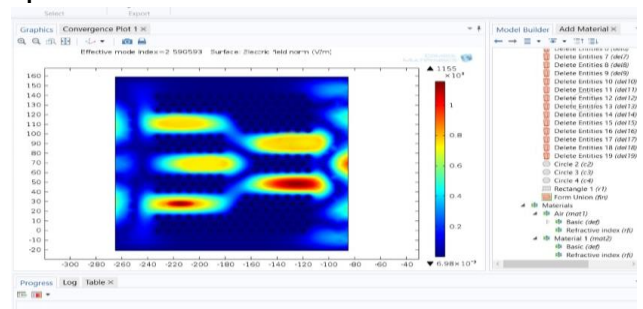 Select
Export
Graphics
Convergence Plot 1
Effective mode index=2.590593 Surface: Electric field norm (V/m)
▲ 1155
×10³
1
0.8
0.6
0.4
0.2
160
150
140
130
120
110
100
90
80
70
60
50
40
30
20
10
0
-10
-20
-300
-280
-260
-240
-220
-200
-180
-160
-140
-120
-100
-80
-60
-40
Progress
Log
Table
Model Builder
Add Material
Delete Entities 7 (del7)
Delete Entities 8 (del8)
Delete Entities 9 (del9)
Delete Entities 10 (del10)
Delete Entities 11 (del11)
Delete Entities 12 (del12)
Delete Entities 13 (del13)
Delete Entities 14 (del14)
Delete Entities 15 (del15)
Delete Entities 16 (del16)
Delete Entities 17 (del17)
Delete Entities 18 (del18)
Delete Entities 19 (del19)
Circle 2 (c2)
Circle 3 (c3)
Circle 4 (c4)
Rectangle 1 (r1)
Form Union (fin)
Materials
Air (mat1)
Basic (def)
Refractive index (rfi)
Material 1 (mat2)
Basic (def)
Refractive index (rfi)